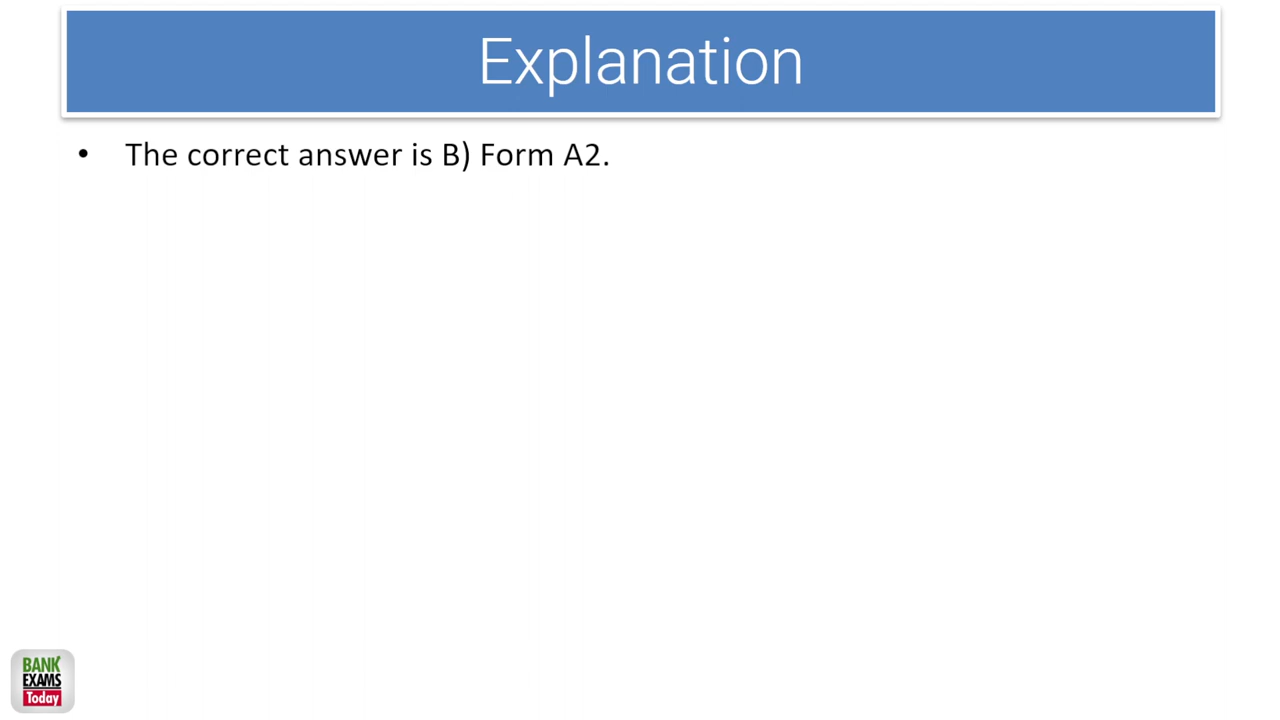 Explanation
• The correct answer is B) Form A2.
BANK
EXAMS
Today